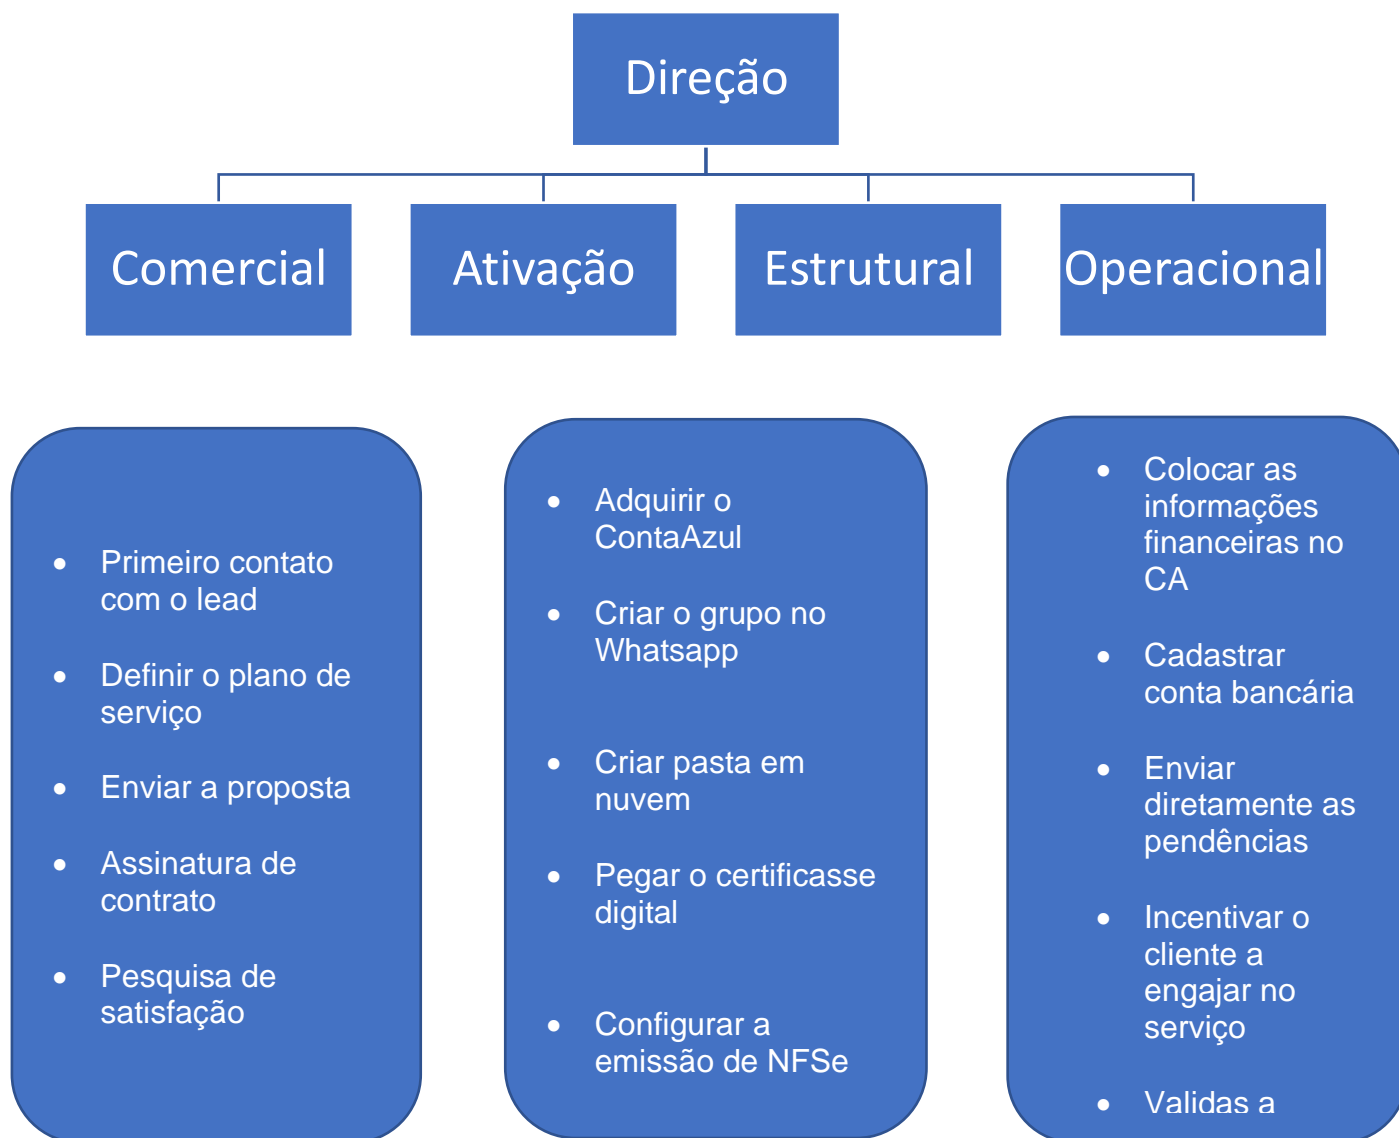 Direção
Comercial
Ativação
Estrutural
Operacional
• Primeiro contato
com o lead
• Definir o plano de
serviço
• Enviar a proposta
• Assinatura de
contrato
• Pesquisa de
satisfação
• Adquirir o
ContaAzul
• Criar o grupo no
Whatsapp
• Criar pasta em
nuvem
• Pegar o certificasse
digital
• Configurar a
emissão de NFSe
• Colocar as
informações
financeiras no
CA
• Cadastrar
conta bancária
• Enviar
diretamente as
pendências
• Incentivar o
cliente a
engajar no
serviço
• Validas a